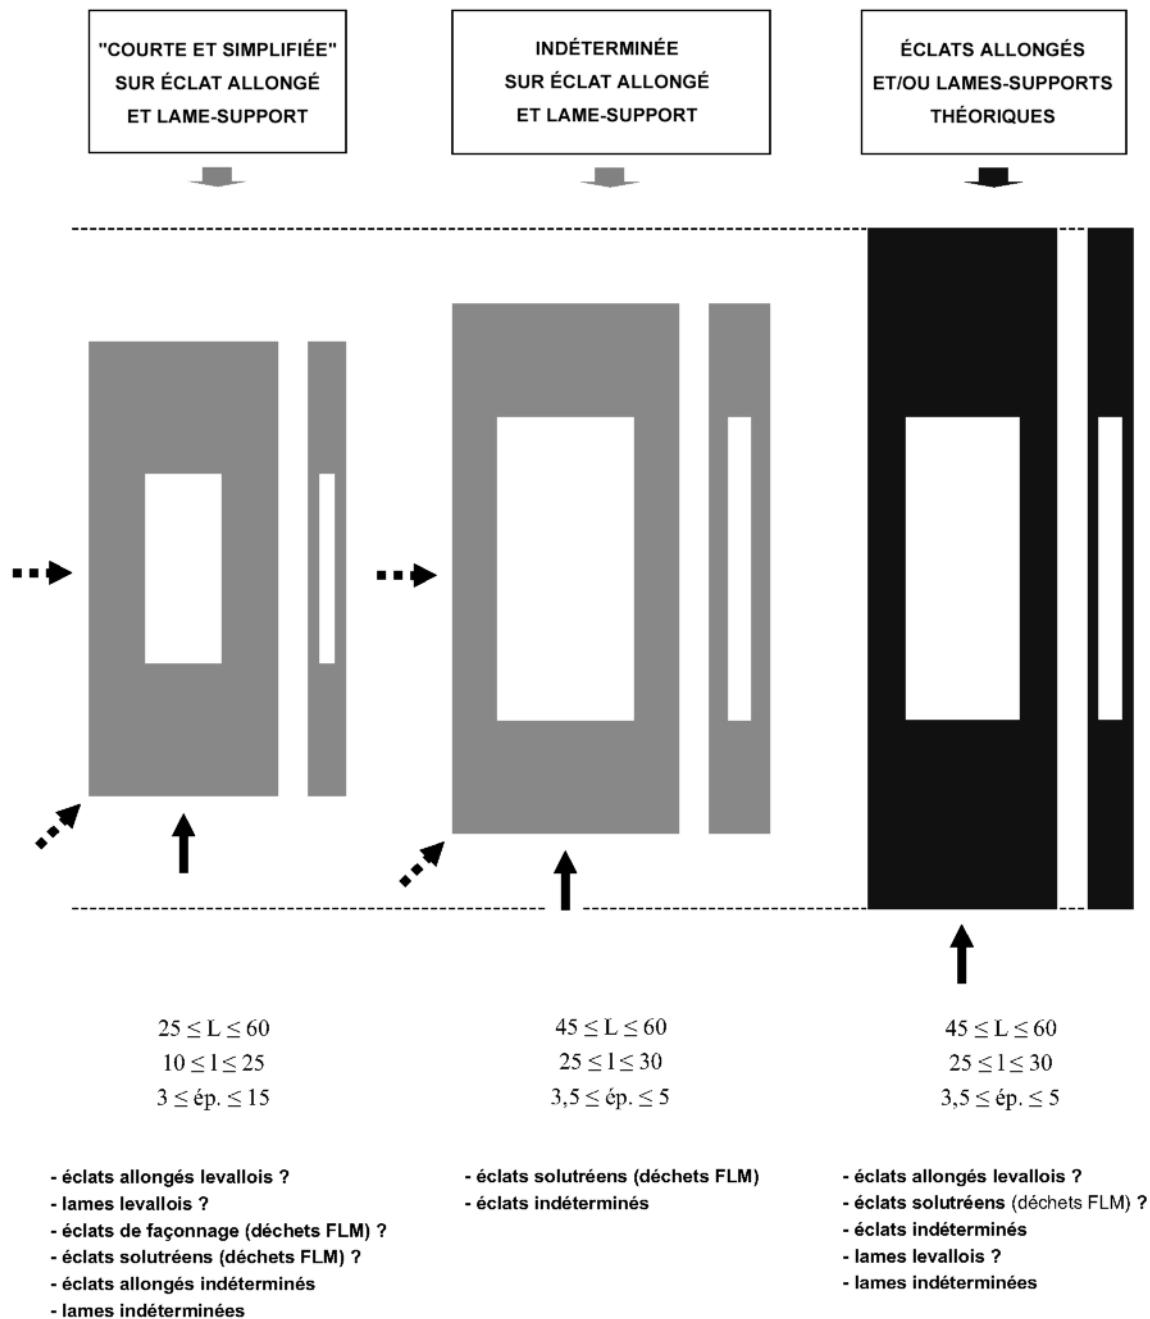 "COURTE ET SIMPLIFIÉE"
SUR ÉCLAT ALLONGÉ
ET LAME-SUPPORT
INDÉTERMINÉE
SUR ÉCLAT ALLONGÉ
ET LAME-SUPPORT
ÉCLATS ALLONGÉS
ET/OU LAMES-SUPPORTS
THÉORIQUES
25 ≤ L ≤ 60
10 ≤ l ≤ 25
3 ≤ ép. ≤ 15
45 ≤ L ≤ 60
25 ≤ l ≤ 30
3,5 ≤ ép. ≤ 5
45 ≤ L ≤ 60
25 ≤ l ≤ 30
3,5 ≤ ép. ≤ 5
- éclats allongés levallois ?
- lames levallois ?
- éclats de façonnage (déchets FLM) ?
- éclats solutréens (déchets FLM) ?
- éclats allongés indéterminés
- lames indéterminées
- éclats solutréens (déchets FLM)
- éclats indéterminés
- éclats allongés levallois ?
- éclats solutréens (déchets FLM) ?
- éclats indéterminés
- lames levallois ?
- lames indéterminées